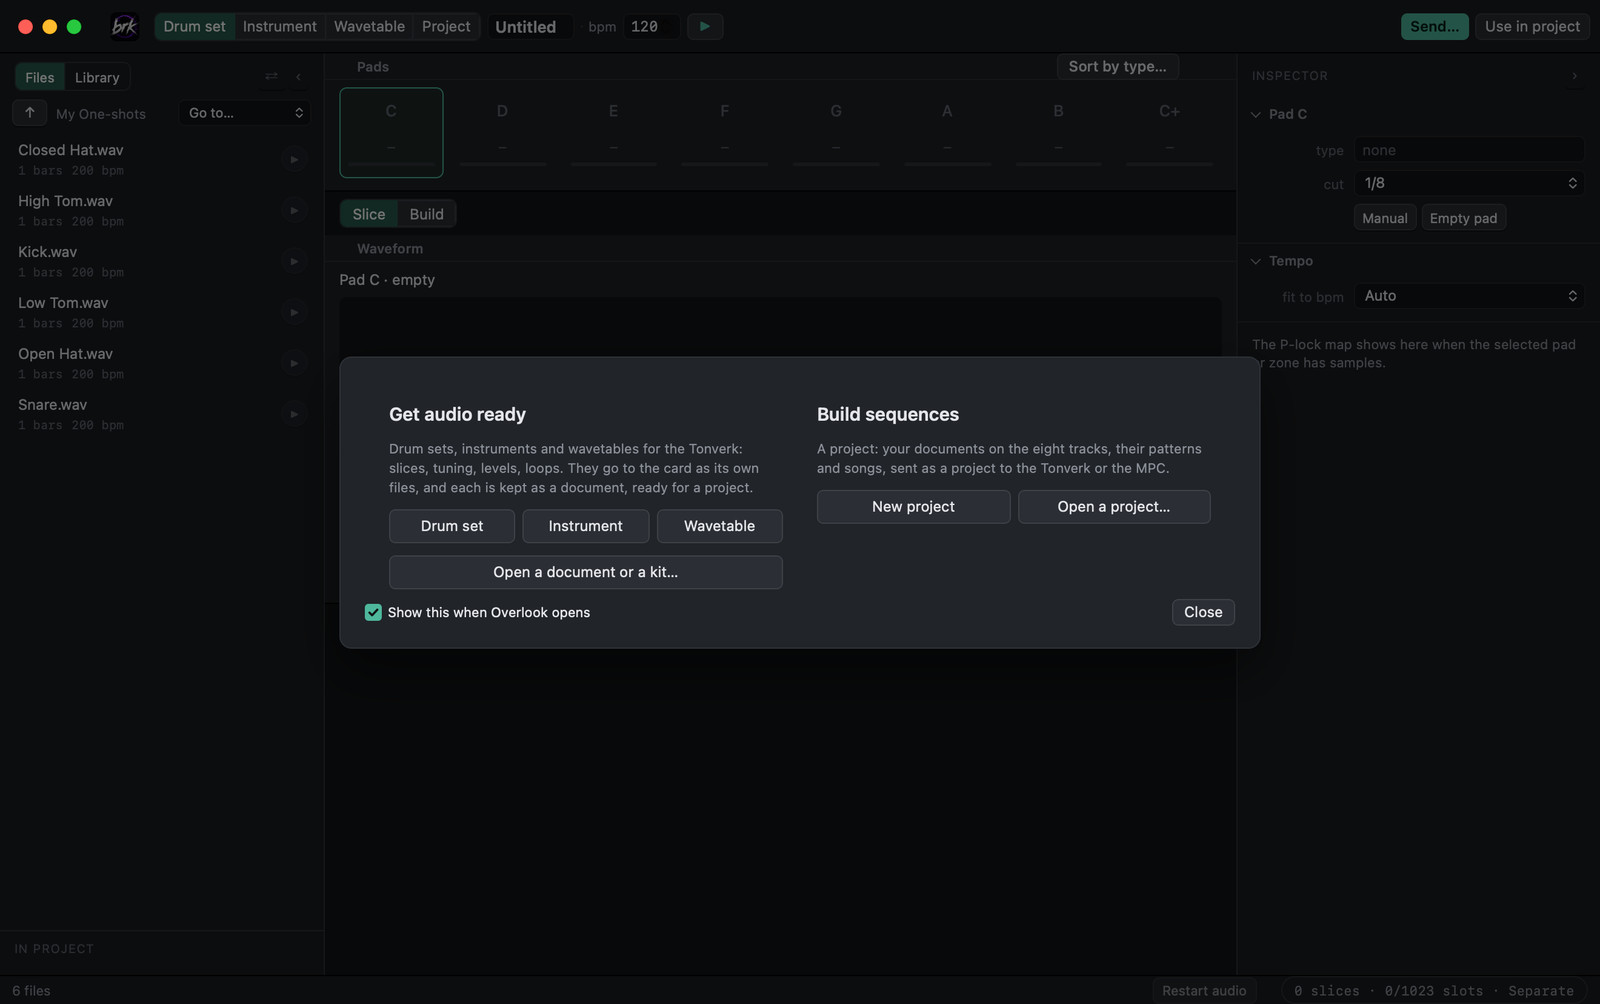 brk
Drum set
Instrument
Wavetable
Project
Untitled
bpm
120
Send...
Use in project
Files
Library
My One-shots
Go to...
Closed Hat.wav
1 bars 200 bpm
High Tom.wav
1 bars 200 bpm
Kick.wav
1 bars 200 bpm
Low Tom.wav
1 bars 200 bpm
Open Hat.wav
1 bars 200 bpm
Snare.wav
1 bars 200 bpm
IN PROJECT
6 files
Pads
Sort by type...
C
D
E
F
G
A
B
C+
– – – – – – – –
Slice
Build
Waveform
Pad C · empty
Get audio ready
Drum sets, instruments and wavetables for the Tonverk:
slices, tuning, levels, loops. They go to the card as its own
files, and each is kept as a document, ready for a project.
Drum set
Instrument
Wavetable
Open a document or a kit...
Show this when Overlook opens
Build sequences
A project: your documents on the eight tracks, their patterns
and songs, sent as a project to the Tonverk or the MPC.
New project
Open a project...
Close
INSPECTOR
Pad C
type
none
cut
1/8
Manual
Empty pad
Tempo
fit to bpm
Auto
The P-lock map shows here when the selected pad
r zone has samples.
Restart audio
0 slices · 0/1023 slots · Separate